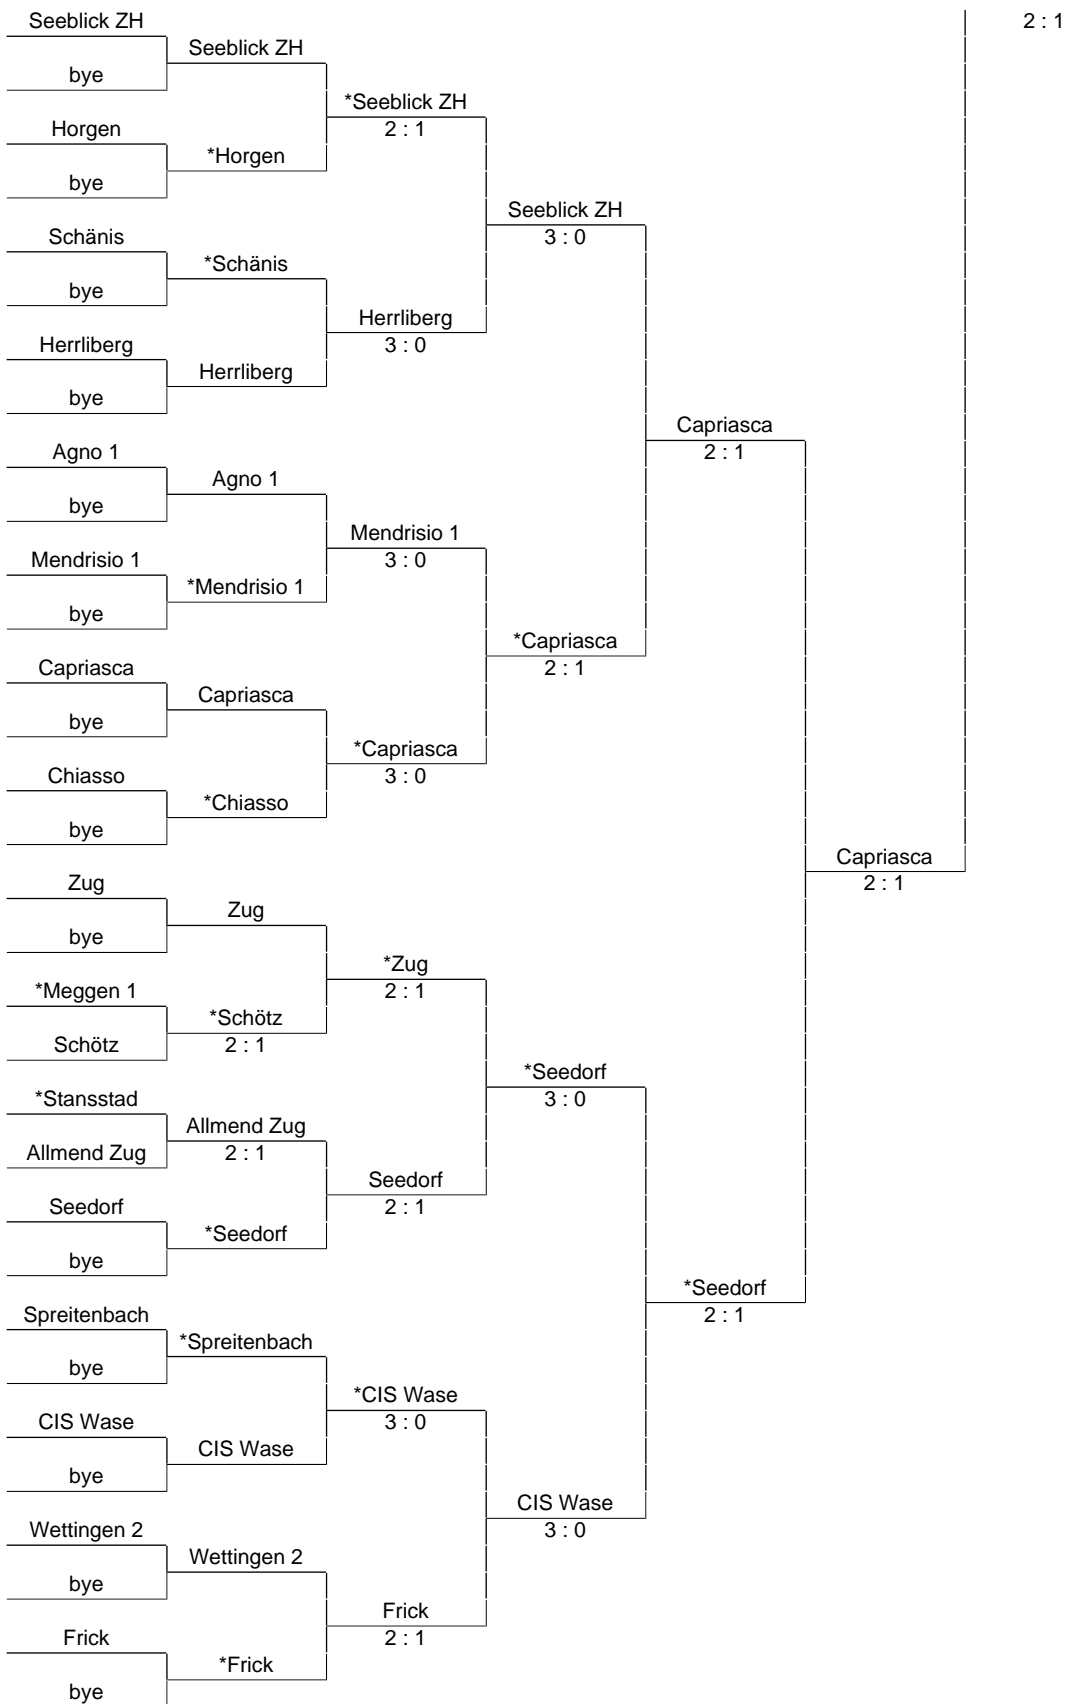 Seeblick ZH
bye
Horgen
bye
Schänis
bye
Herrliberg
bye
Agno 1
bye
Mendrisio 1
bye
Capriasca
bye
Chiasso
bye
Zug
bye
*Meggen 1
Schötz
*Stansstad
Allmend Zug
Seedorf
bye
Spreitenbach
bye
CIS Wase
bye
Wettingen 2
bye
Frick
bye
Seeblick ZH
*Horgen
*Schänis
Herrliberg
Agno 1
*Mendrisio 1
Capriasca
*Chiasso
Zug
*Schötz
2 : 1
Allmend Zug
2 : 1
*Seedorf
*Spreitenbach
CIS Wase
Wettingen 2
*Frick
*Seeblick ZH
2 : 1
Herrliberg
3 : 0
Mendrisio 1
3 : 0
*Capriasca
3 : 0
*Zug
2 : 1
Seedorf
2 : 1
*CIS Wase
3 : 0
Frick
2 : 1
Seeblick ZH
3 : 0
*Capriasca
2 : 1
*Seedorf
3 : 0
CIS Wase
3 : 0
Capriasca
2 : 1
*Seedorf
2 : 1
Capriasca
2 : 1
2 : 1